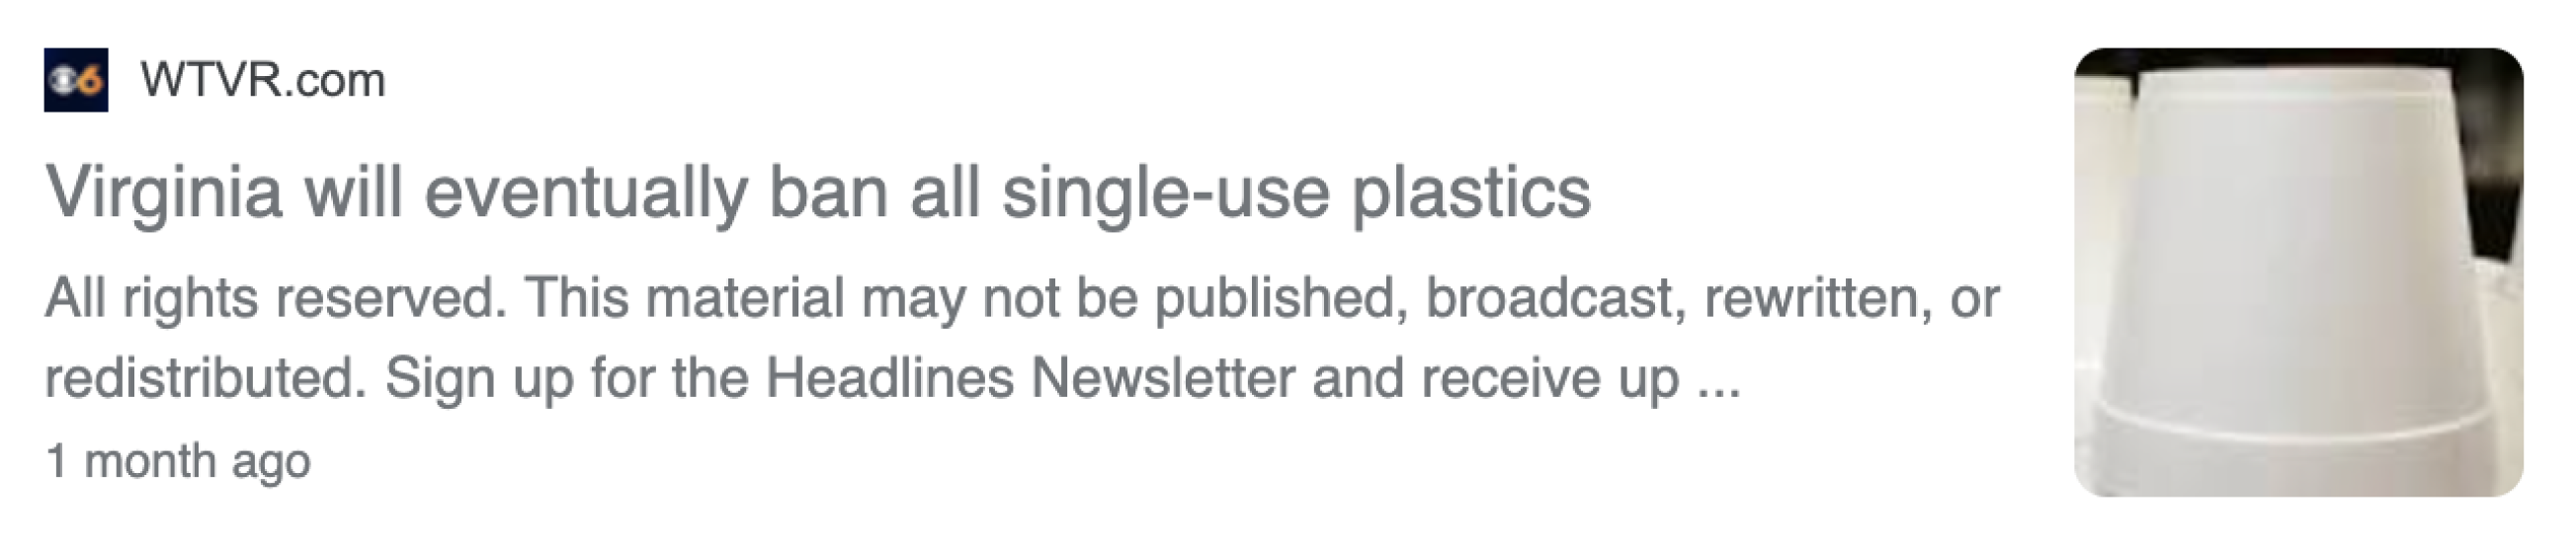 6 WTVR.com
Virginia will eventually ban all single-use plastics
All rights reserved. This material may not be published, broadcast, rewritten, or
redistributed. Sign up for the Headlines Newsletter and receive up ...
1 month ago